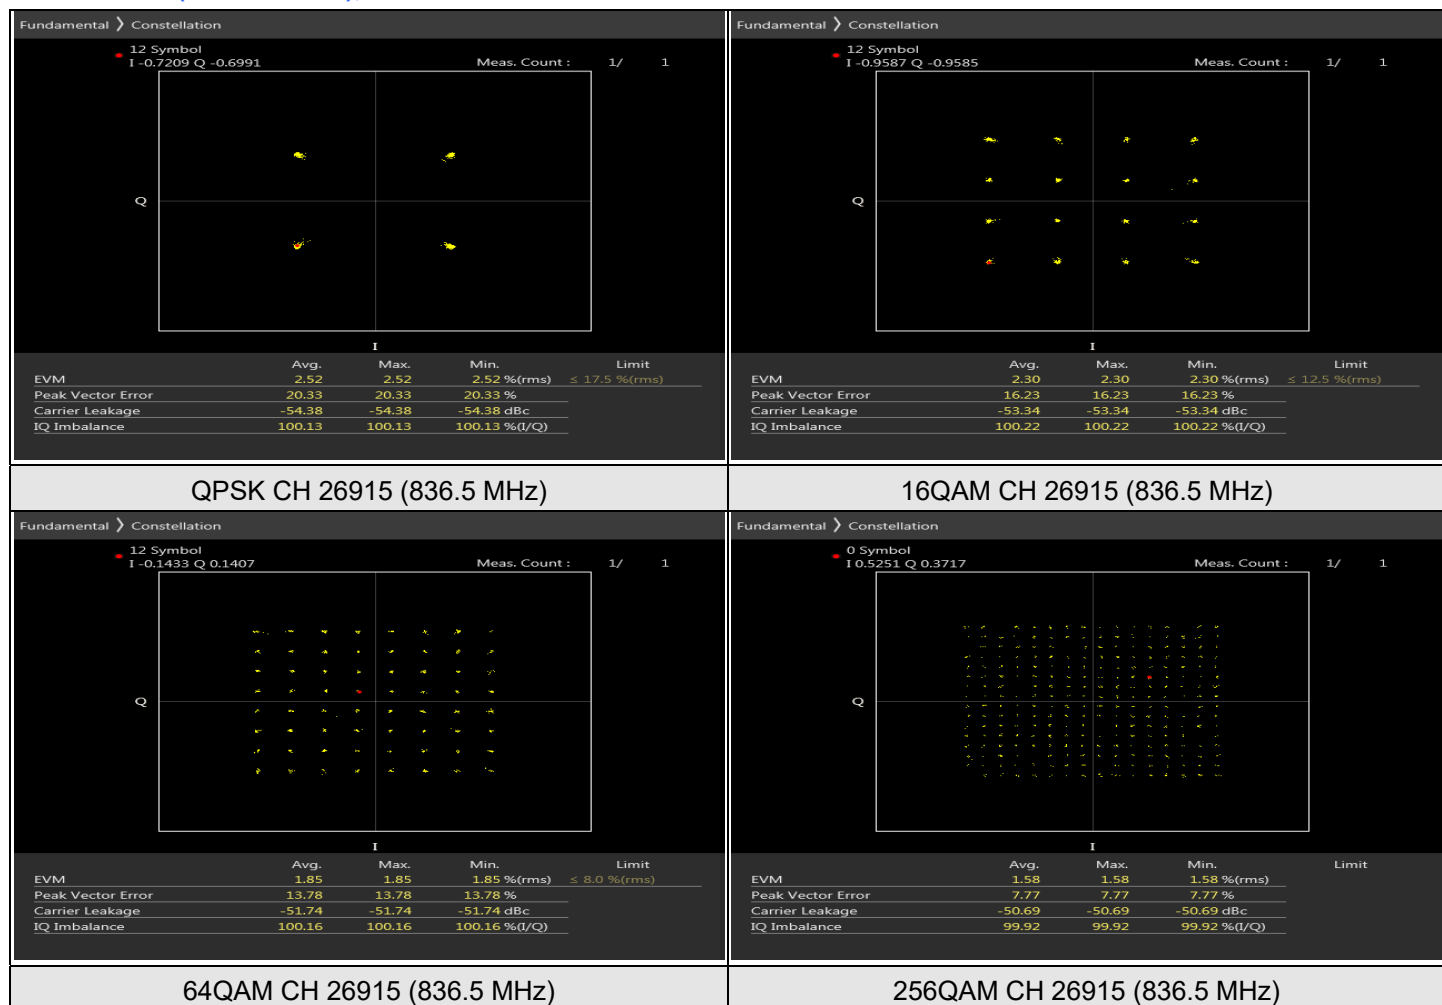 Fundamental ❯ Constellation
12 Symbol
I -0.7209 Q -0.6991 Meas. Count : 1/ 1
Q
I
Avg. Max. Min. Limit
EVM 2.52 2.52 2.52 %(rms) ≤ 17.5 %(rms)
Peak Vector Error 20.33 20.33 20.33 %
Carrier Leakage -54.38 -54.38 -54.38 dBc
IQ Imbalance 100.13 100.13 100.13 %(I/Q)
QPSK CH 26915 (836.5 MHz)
Fundamental ❯ Constellation
12 Symbol
I -0.9587 Q -0.9585 Meas. Count : 1/ 1
Q
I
Avg. Max. Min. Limit
EVM 2.30 2.30 2.30 %(rms) ≤ 12.5 %(rms)
Peak Vector Error 16.23 16.23 16.23 %
Carrier Leakage -53.34 -53.34 -53.34 dBc
IQ Imbalance 100.22 100.22 100.22 %(I/Q)
16QAM CH 26915 (836.5 MHz)
Fundamental ❯ Constellation
12 Symbol
I -0.1433 Q 0.1407 Meas. Count : 1/ 1
Q
I
Avg. Max. Min. Limit
EVM 1.85 1.85 1.85 %(rms) ≤ 8.0 %(rms)
Peak Vector Error 13.78 13.78 13.78 %
Carrier Leakage -51.74 -51.74 -51.74 dBc
IQ Imbalance 100.16 100.16 100.16 %(I/Q)
64QAM CH 26915 (836.5 MHz)
Fundamental ❯ Constellation
0 Symbol
I 0.5251 Q 0.3717 Meas. Count : 1/ 1
Q
I
Avg. Max. Min. Limit
EVM 1.58 1.58 1.58 %(rms)
Peak Vector Error 7.77 7.77 7.77 %
Carrier Leakage -50.69 -50.69 -50.69 dBc
IQ Imbalance 99.92 99.92 99.92 %(I/Q)
256QAM CH 26915 (836.5 MHz)